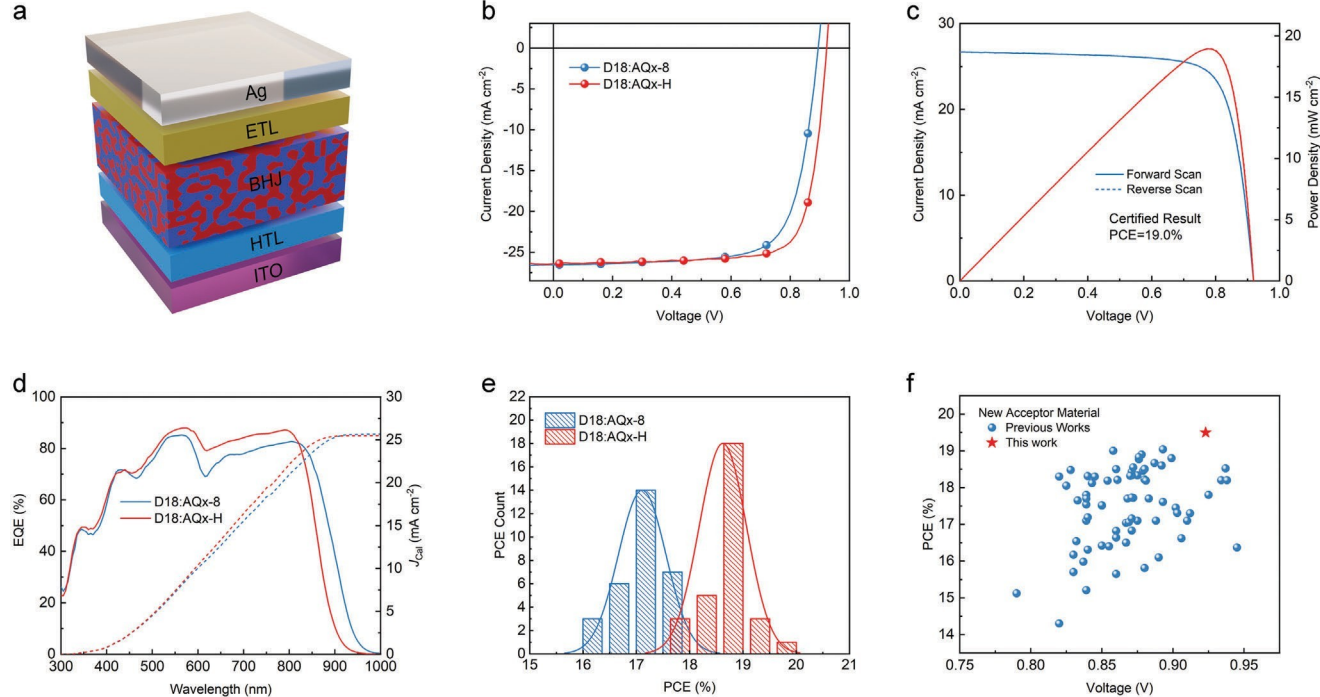 a
Ag
ETL
BHJ
HTL
ITO
b
0
-5
-10
-15
-20
-25
Current Density (mA cm⁻²)
D18:AQx-8
D18:AQx-H
0.0
0.2
0.4
0.6
0.8
1.0
Voltage (V)
c
30
20
10
0
Current Density (mA cm⁻²)
20
15
10
5
0
Power Density (mW cm⁻²)
Forward Scan
Reverse Scan
Certified Result
PCE=19.0%
0.0
0.2
0.4
0.6
0.8
1.0
Voltage (V)
d
100
80
60
40
20
0
EQE (%)
30
25
20
15
10
5
0
JCal (mA cm⁻²)
D18:AQx-8
D18:AQx-H
300
400
500
600
700
800
900
1000
Wavelength (nm)
e
22
20
18
16
14
12
10
8
6
4
2
0
PCE Count
D18:AQx-8
D18:AQx-H
15
16
17
18
19
20
21
PCE (%)
f
20
19
18
17
16
15
14
PCE (%)
New Acceptor Material
Previous Works
This work
0.75
0.80
0.85
0.90
0.95
Voltage (V)